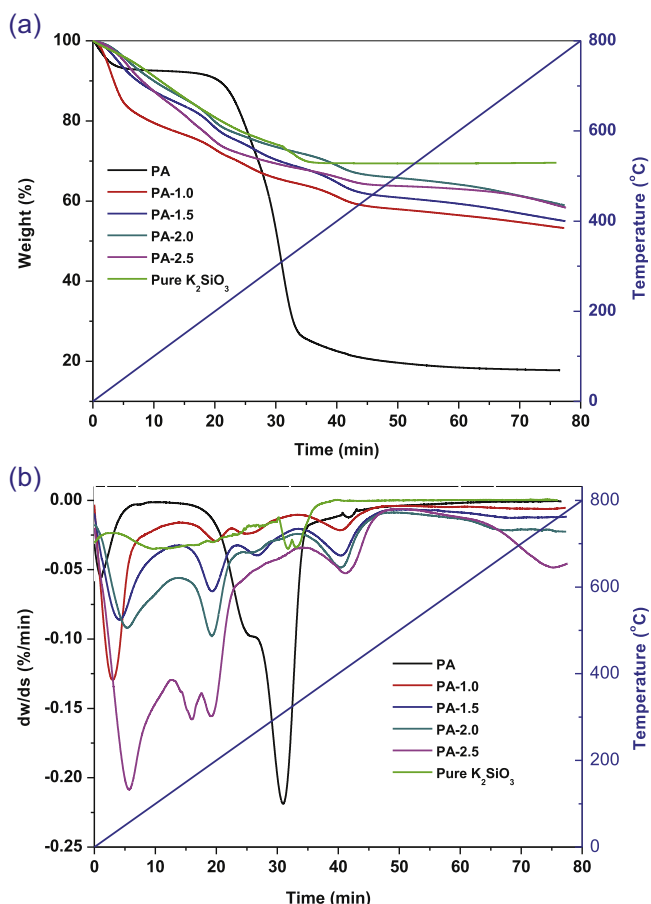 (a)
100
80
60
40
20
Weight (%)
PA
PA-1.0
PA-1.5
PA-2.0
PA-2.5
Pure K₂SiO₃
800
600
400
200
0
Temperature (°C)
0 10 20 30 40 50 60 70 80
Time (min)
(b)
0.00
-0.05
-0.10
-0.15
-0.20
-0.25
dw/ds (%/min)
PA
PA-1.0
PA-1.5
PA-2.0
PA-2.5
Pure K₂SiO₃
800
600
400
200
0
Temperature (°C)
0 10 20 30 40 50 60 70 80
Time (min)